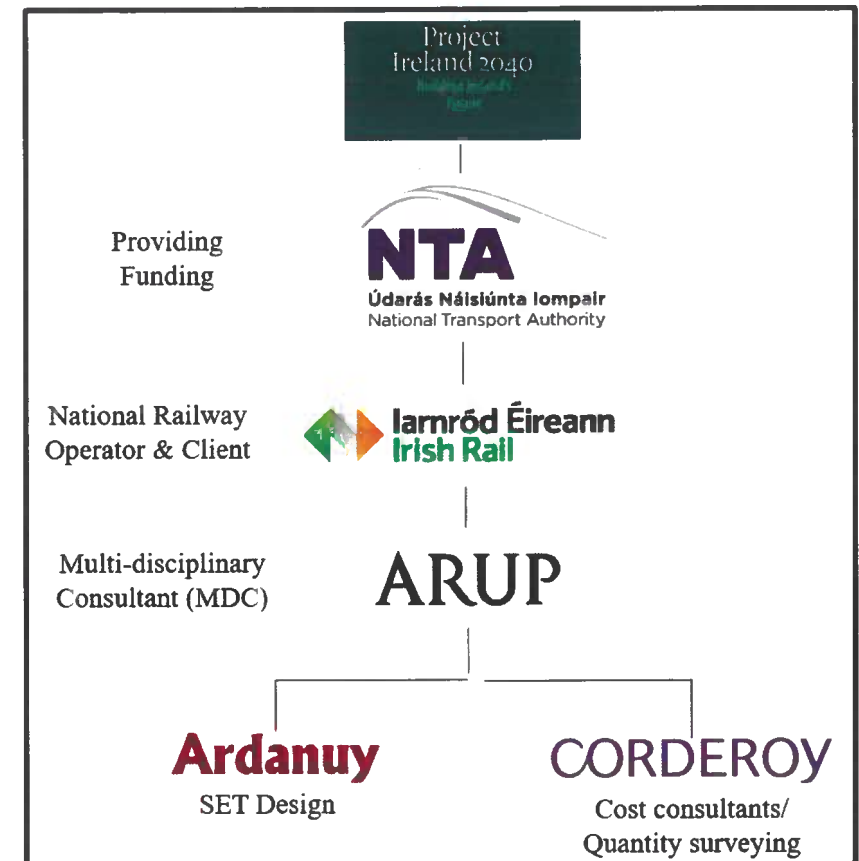 Project
Ireland 2040
Providing
Funding
NTA
Údarás Náisiúnta Iompair
National Transport Authority
National Railway
Operator & Client
Iarnród Éireann
Irish Rail
Multi-disciplinary
Consultant (MDC)
ARUP
Ardanuy
SET Design
CORDEROY
Cost consultants/
Quantity surveying